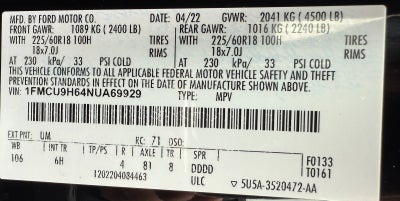 MFD. BY FORD MOTOR CO. DATE: 04/22 GVWR: 2041 KG (4500 LB)
FRONT GAWR: 1089 KG (2400 LB) REAR GAWR: 1016 KG (2240 LB)
WITH 225/60R18 100H TIRES WITH 225/60R18 100H TIRES
18x7.0J 18x7.0J RIMS
AT 230 kPa/ 33 PSI COLD AT 230 kPa/ 33 PSI COLD
THIS VEHICLE CONFORMS TO ALL APPLICABLE FEDERAL MOTOR VEHICLE SAFETY AND THEFT
STANDARDS IN EFFECT ON THE DATE OF MANUFACTURE SHOWN ABOVE.
VIN: 1FMCU9H64NUA69929 TYPE: MPV
EXT PNT: UM RC: 71 DSO:
WB INT TR TP/PS R AXLE TR SPR F0133
106 6H 4 81 8 DDDD T0161
1202204084463 ULC 5U5A-3520472-AA